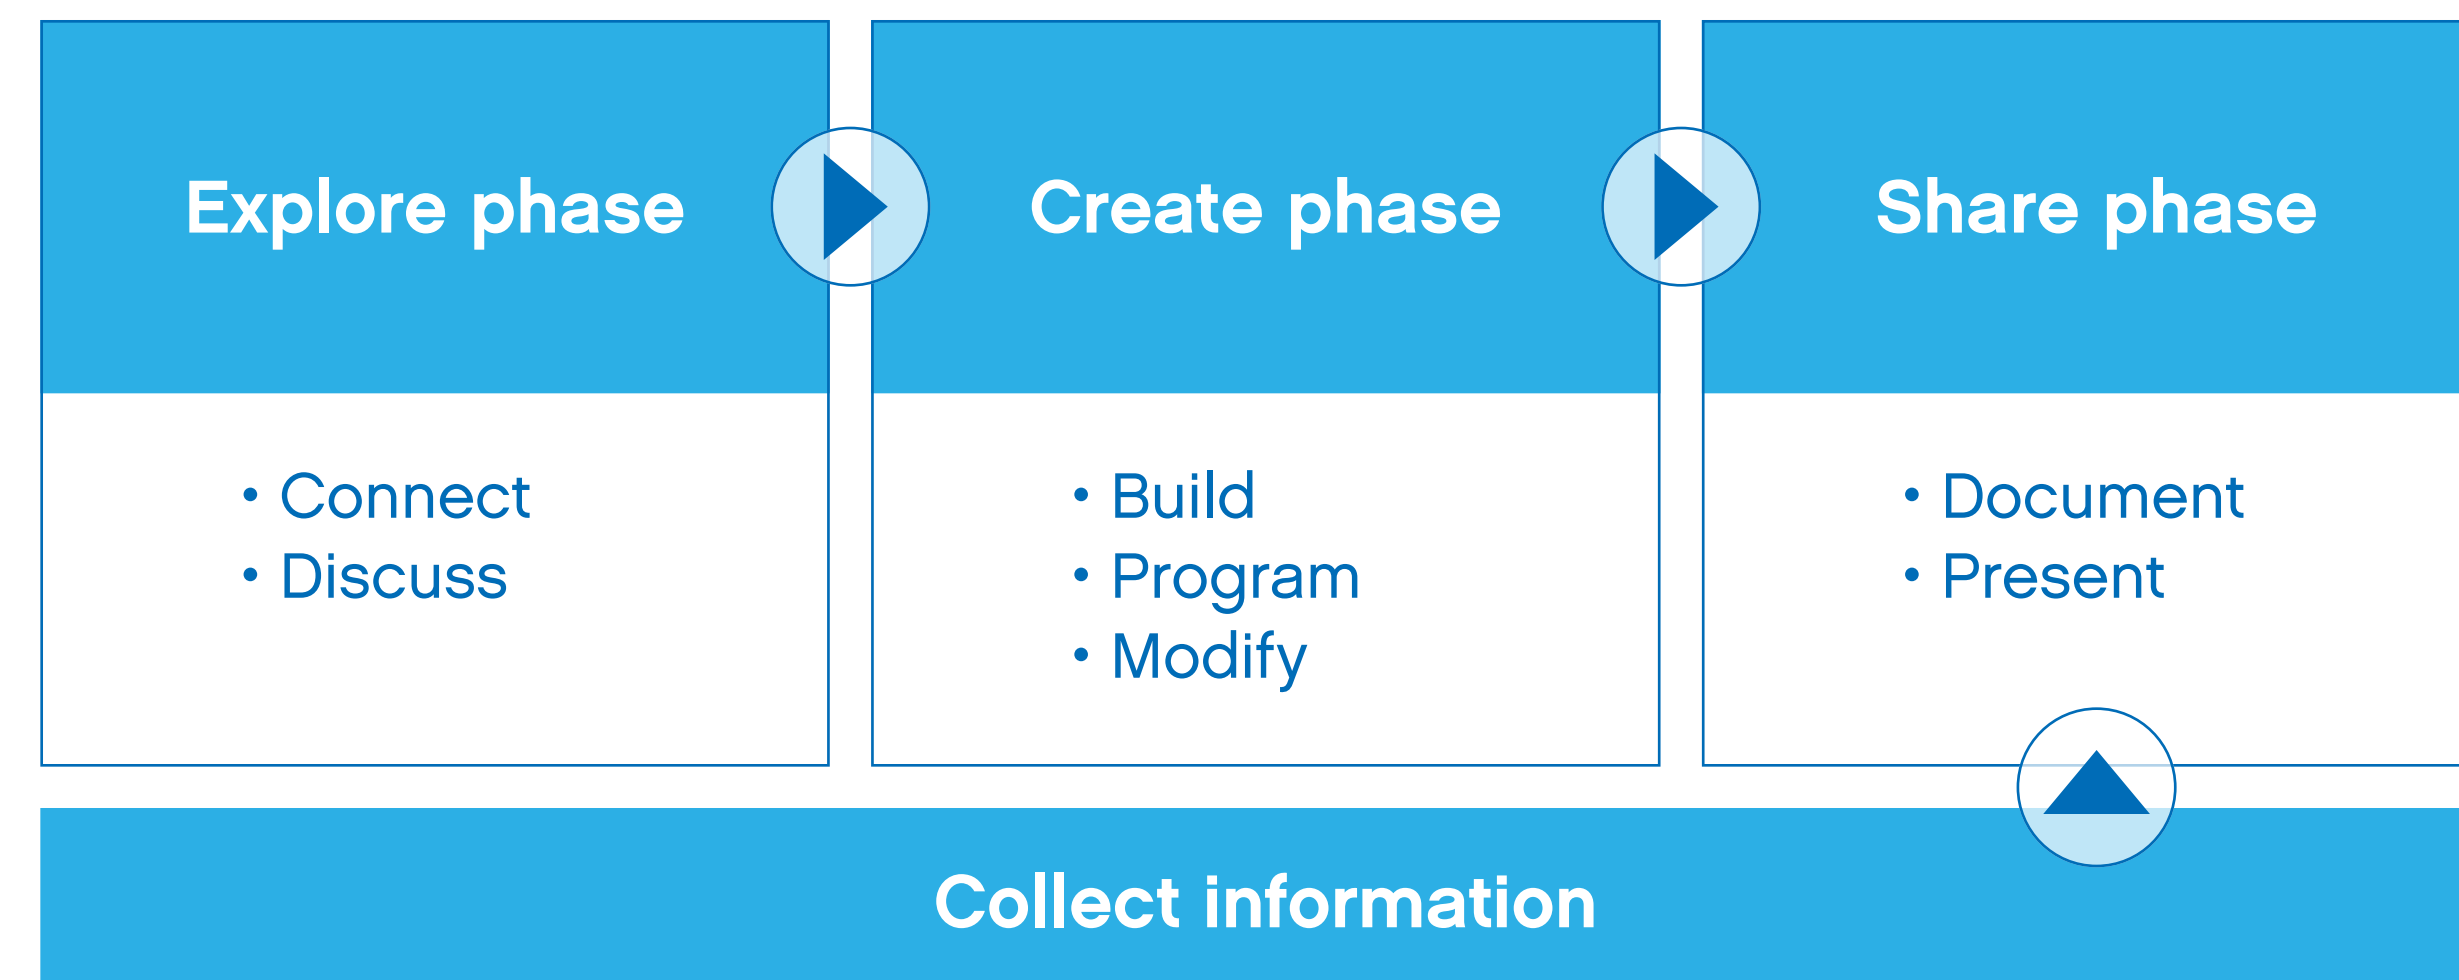 Explore phase
• Connect
• Discuss
Create phase
• Build
• Program
• Modify
Share phase
• Document
• Present
Collect information